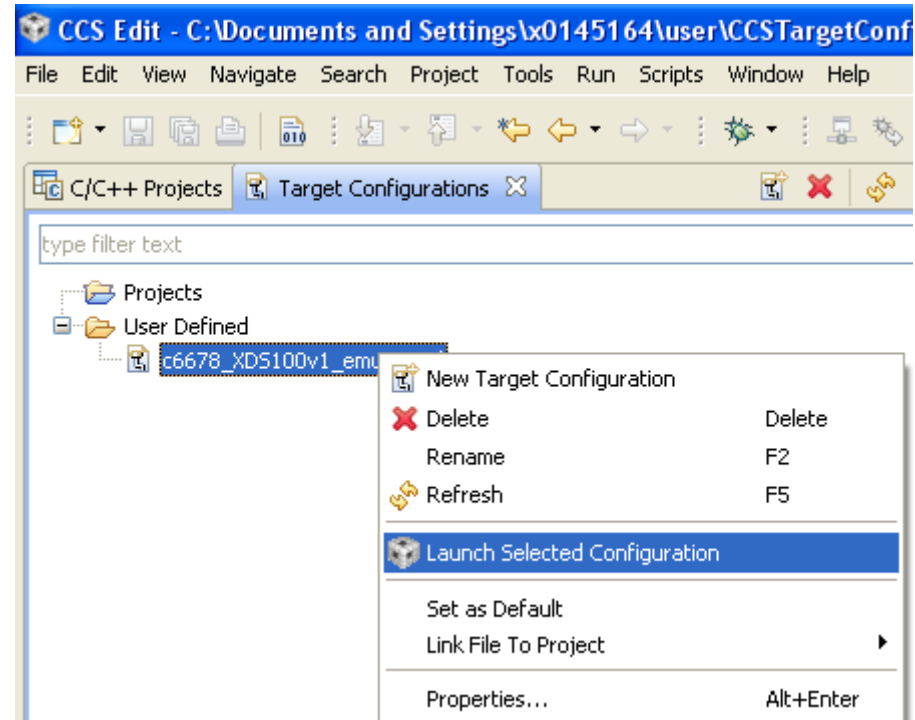 CCS Edit - C:\Documents and Settings\x0145164\user\CCSTargetConf
File Edit View Navigate Search Project Tools Run Scripts Window Help
010
C/C++ Projects Target Configurations
type filter text
Projects
User Defined
c6678_XDS100v1_emu
New Target Configuration
Delete Delete
Rename F2
Refresh F5
Launch Selected Configuration
Set as Default
Link File To Project
Properties... Alt+Enter